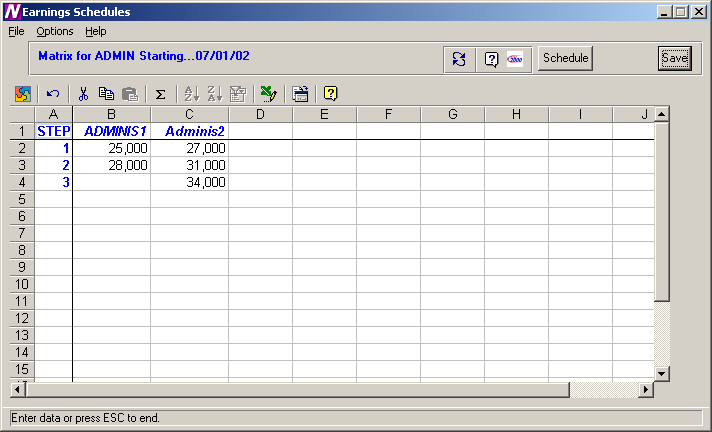 N Earnings Schedules
File Options Help
Matrix for ADMIN Starting...07/01/02
Schedule
Save
A B C D E F G H I J
1 STEP ADMINIS1 Adminis2
2 1 25,000 27,000
3 2 28,000 31,000
4 3 34,000
5
6
7
8
9
10
11
12
13
14
15
Enter data or press ESC to end.